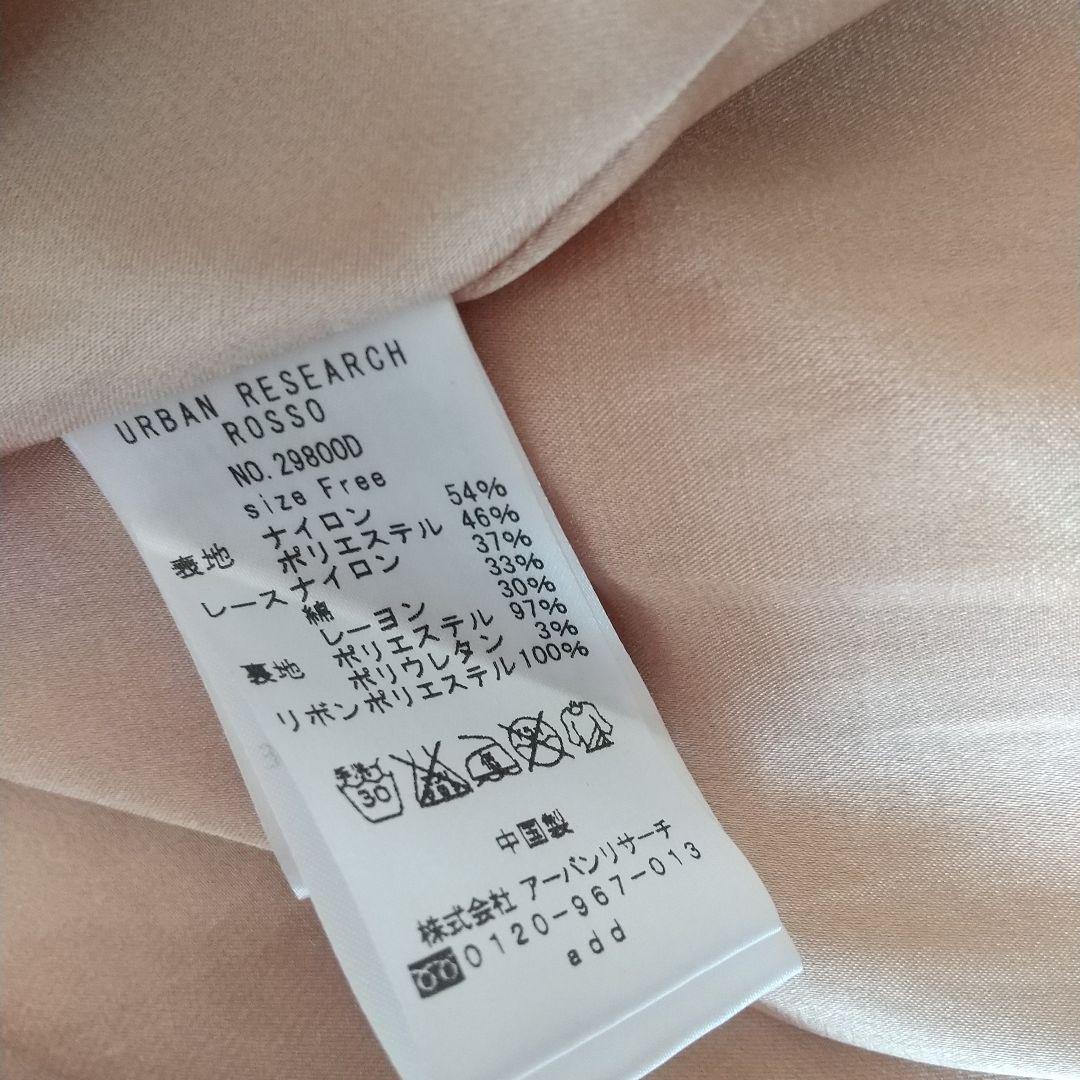 URBAN RESEARCH
ROSSO
NO.29800D
size Free
表地 ナイロン 54%
ポリエステル 46%
レース ナイロン 37%
綿 33%
レーヨン 30%
裏地 ポリエステル 97%
ポリウレタン 3%
リボン ポリエステル 100%
手洗イ
30
中国製
株式会社 アーバンリサーチ
0120-967-013
add